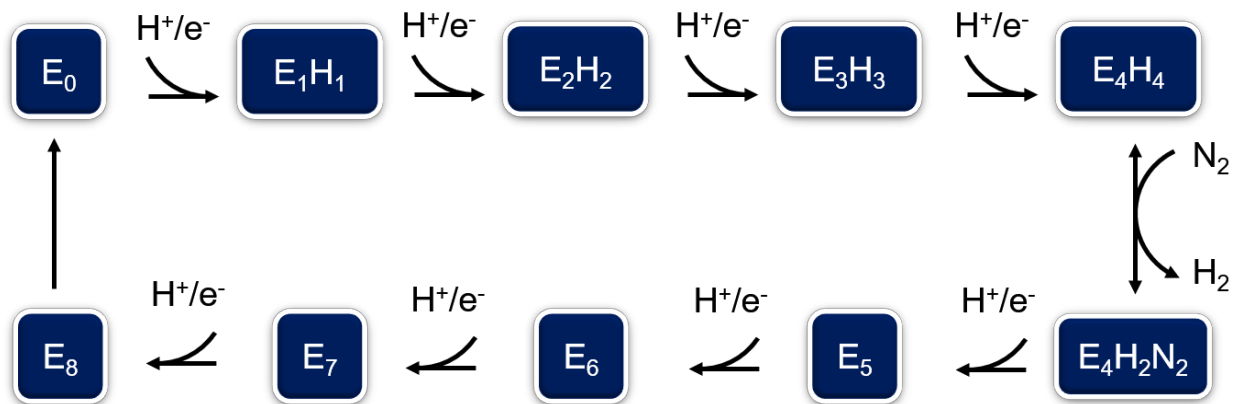 H⁺/e⁻ H⁺/e⁻ H⁺/e⁻ H⁺/e⁻
E₀ E₁H₁ E₂H₂ E₃H₃ E₄H₄
N₂
H₂
H⁺/e⁻ H⁺/e⁻ H⁺/e⁻ H⁺/e⁻
E₈ E₇ E₆ E₅ E₄H₂N₂